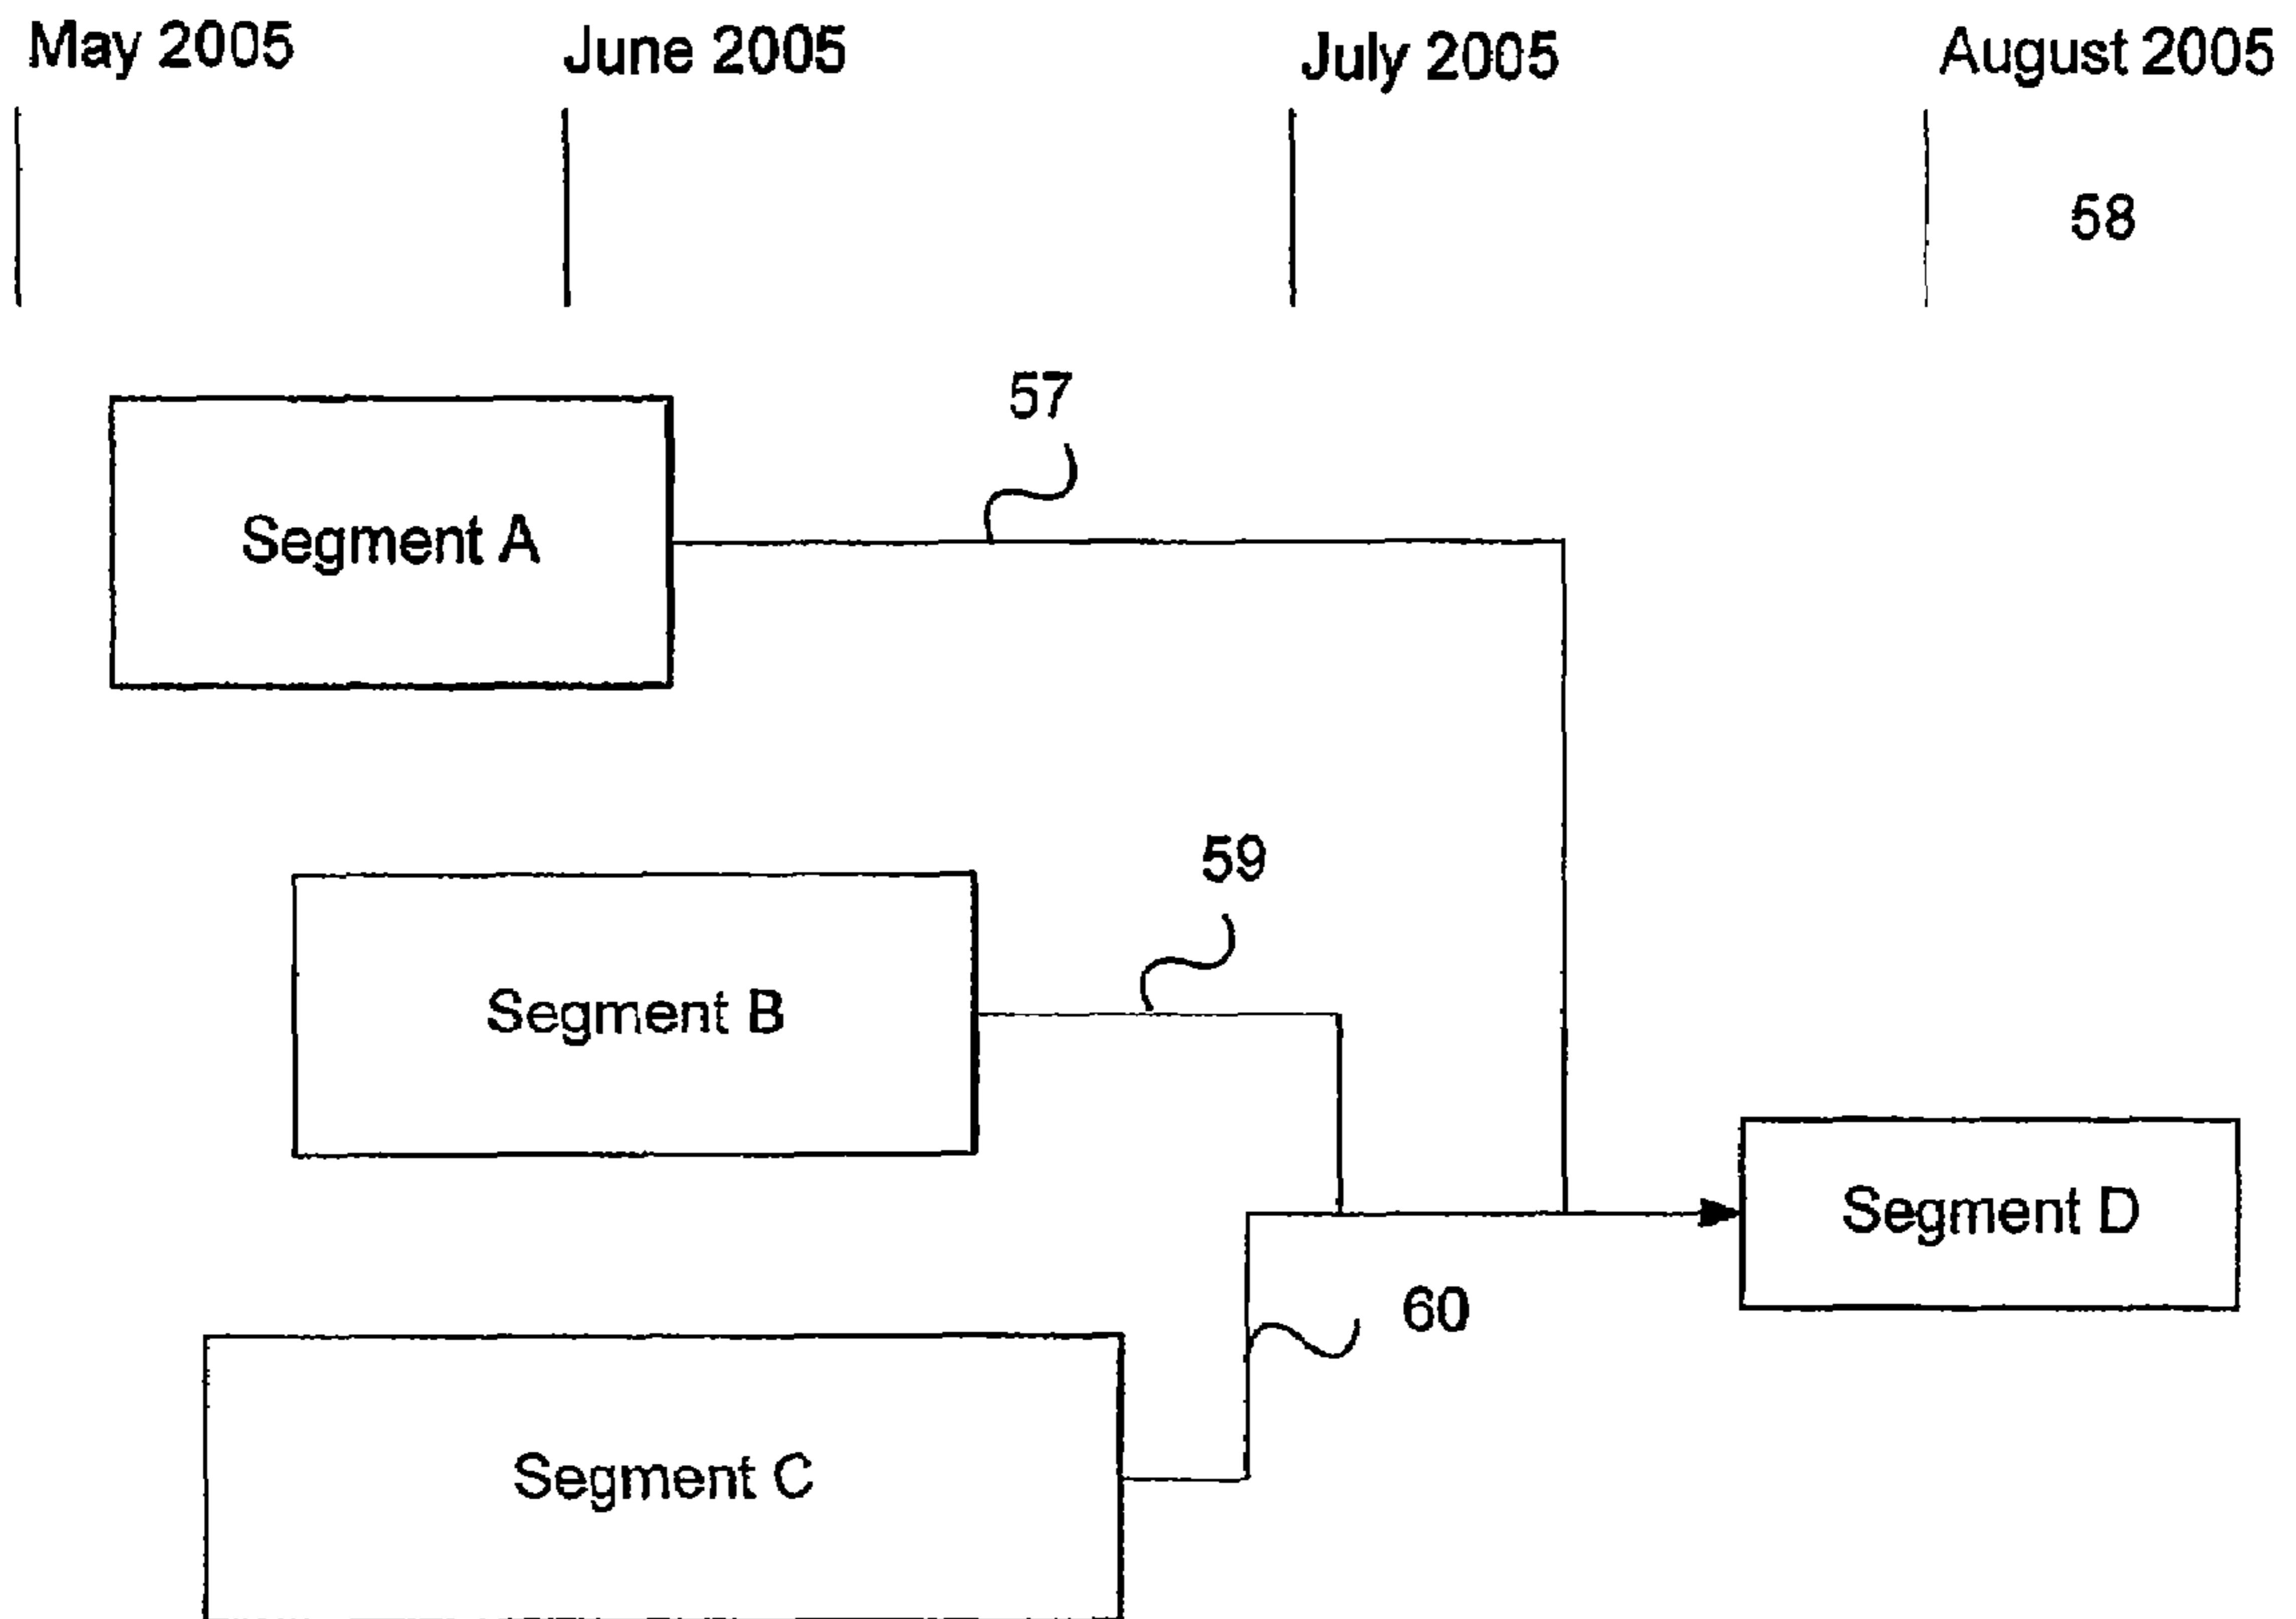 May 2005 June 2005 July 2005 August 2005
58
57
Segment A
59
Segment B
Segment D
60
Segment C